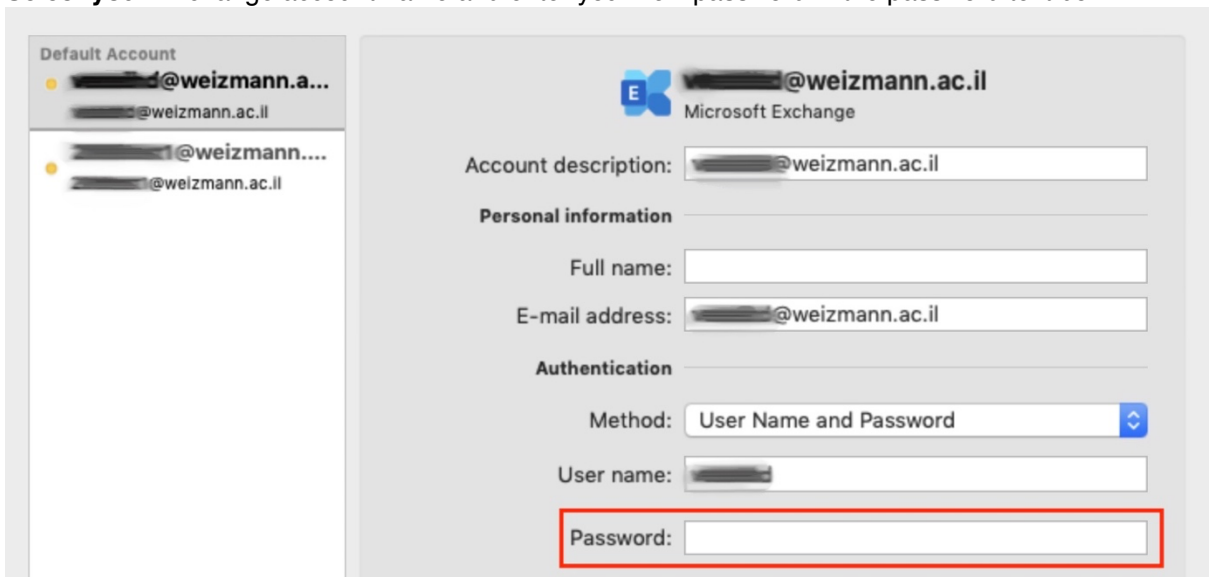 Default Account
@weizmann.a...
@weizmann.ac.il
@weizmann....
@weizmann.ac.il
@weizmann.ac.il
Microsoft Exchange
Account description: @weizmann.ac.il
Personal information
Full name:
E-mail address: @weizmann.ac.il
Authentication
Method: User Name and Password
User name:
Password: